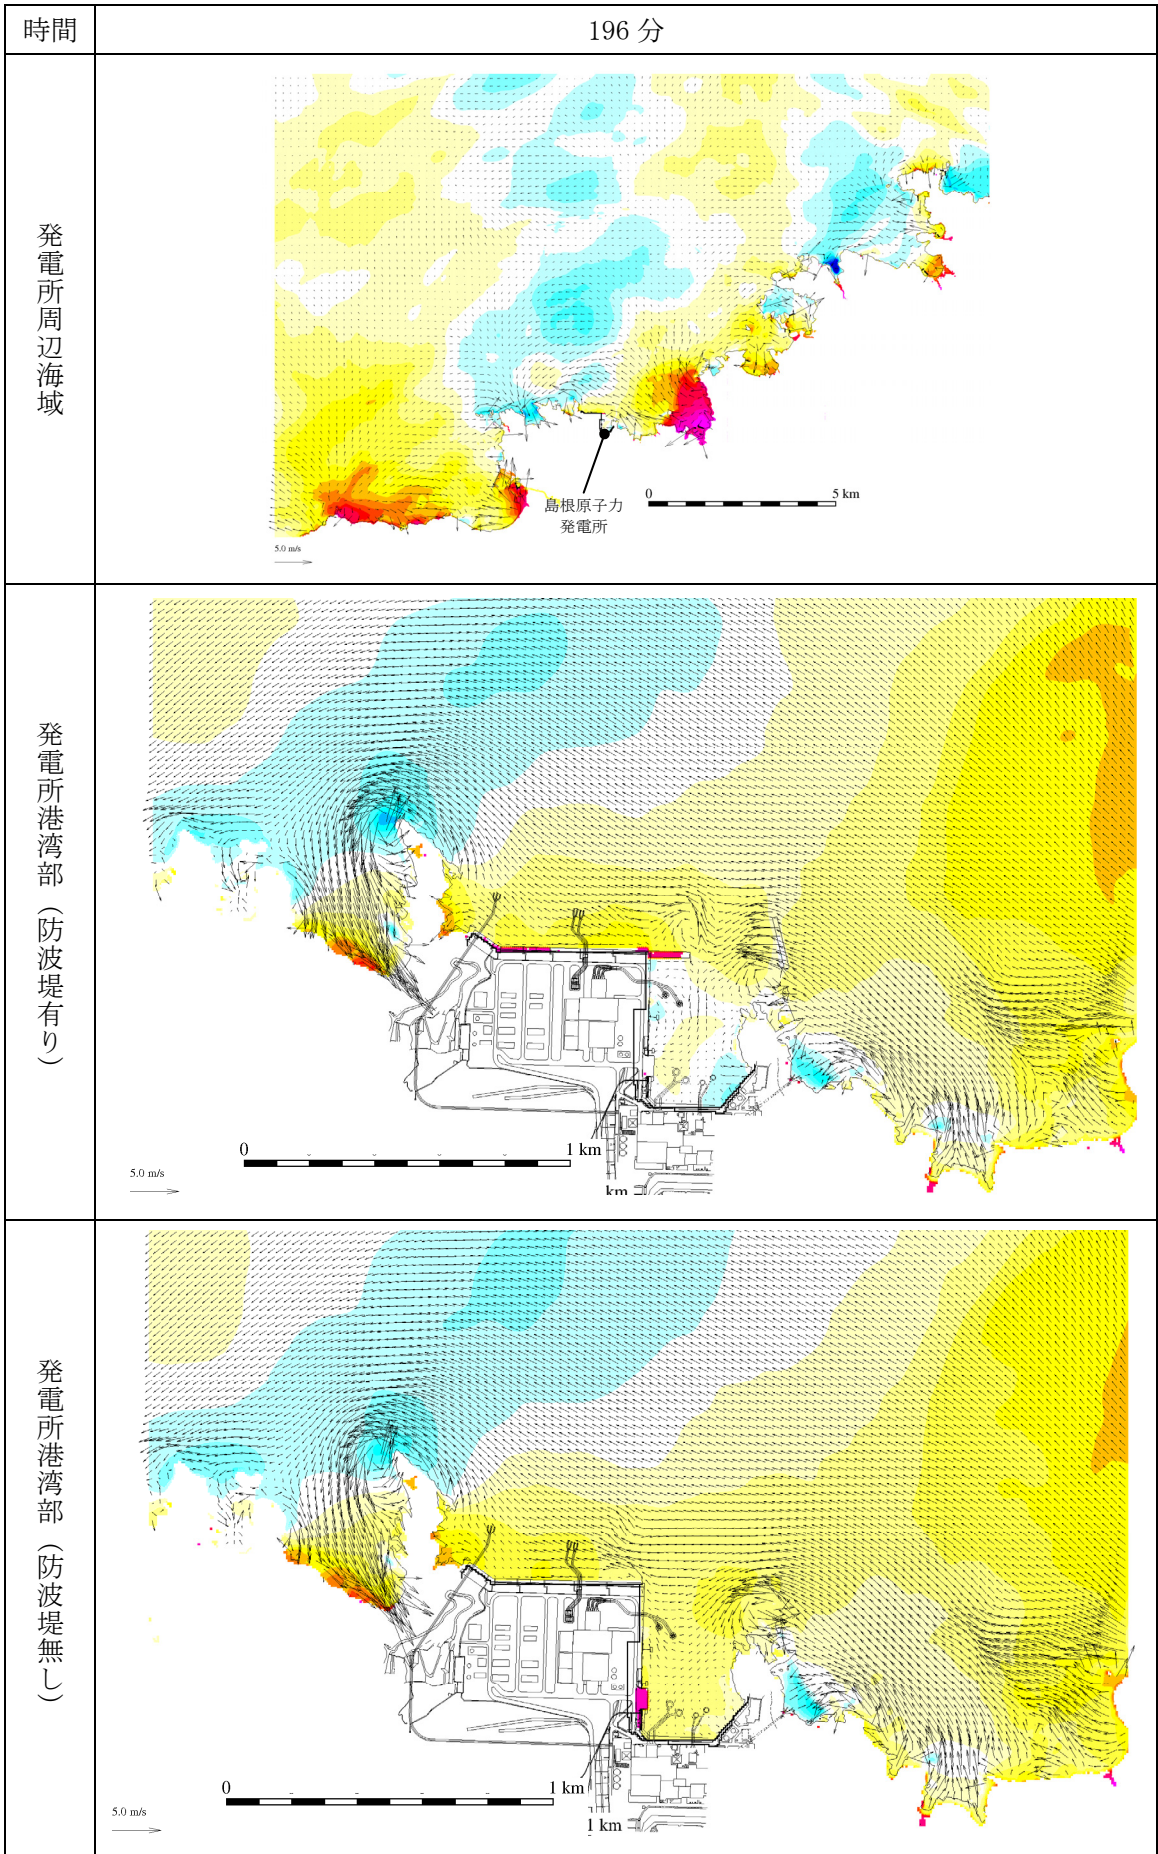 時間
196 分
発電所周辺海域
島根原子力
発電所
0
5 km
5.0 m/s
発電所港湾部（防波堤有り）
0
1 km
5.0 m/s
km
発電所港湾部（防波堤無し）
0
1 km
5.0 m/s
1 km